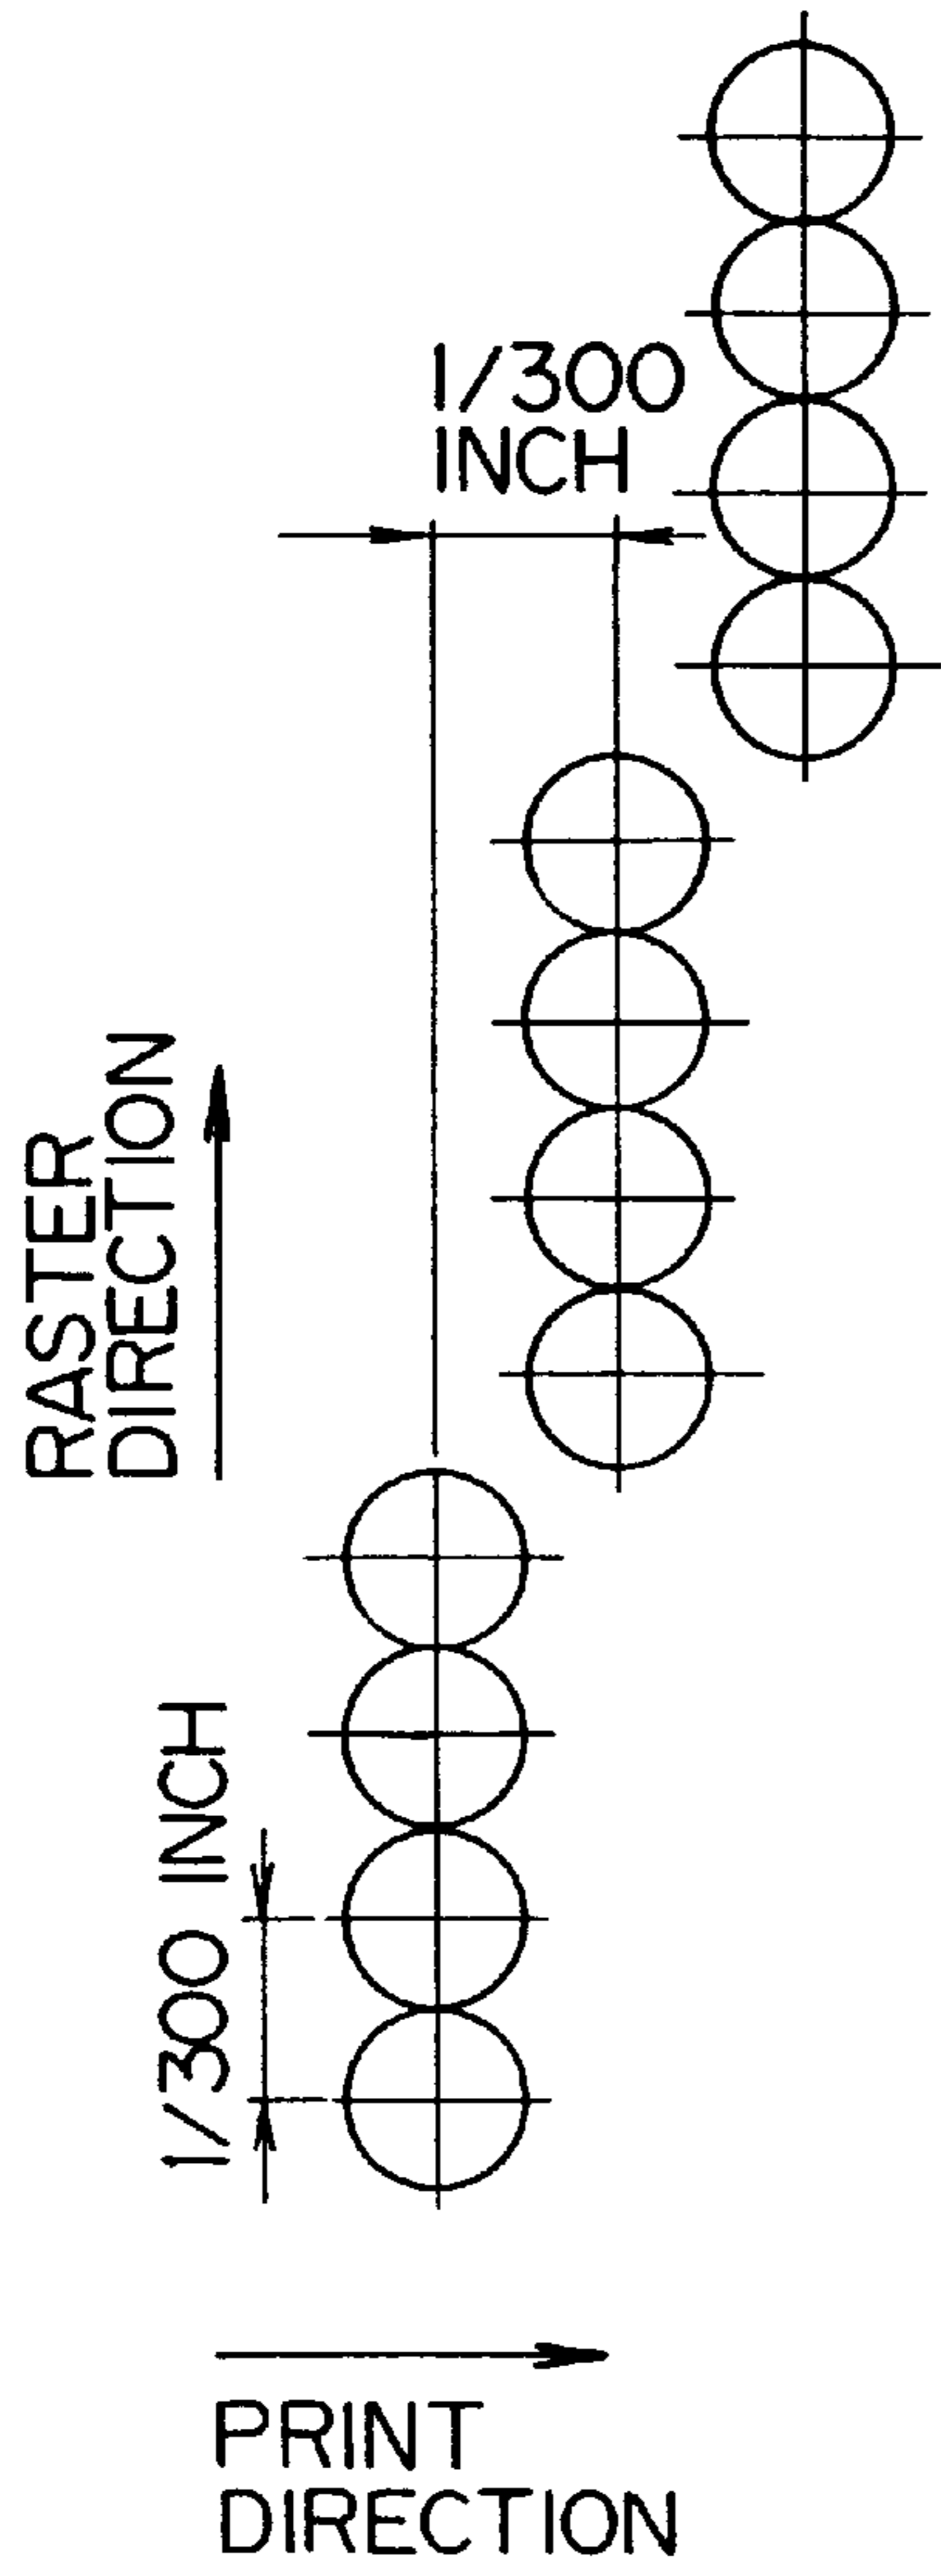 1/300
INCH
RASTER
DIRECTION
1/300 INCH
PRINT
DIRECTION